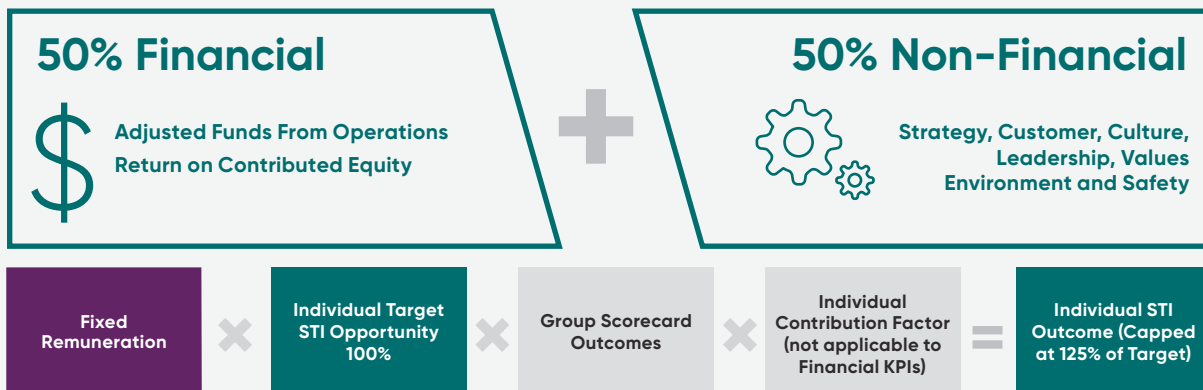 50% Financial
$
Adjusted Funds From Operations
Return on Contributed Equity
+
50% Non-Financial
Strategy, Customer, Culture,
Leadership, Values
Environment and Safety
Fixed
Remuneration
×
Individual Target
STI Opportunity
100%
×
Group Scorecard
Outcomes
×
Individual
Contribution Factor
(not applicable to
Financial KPIs)
=
Individual STI
Outcome (Capped
at 125% of Target)